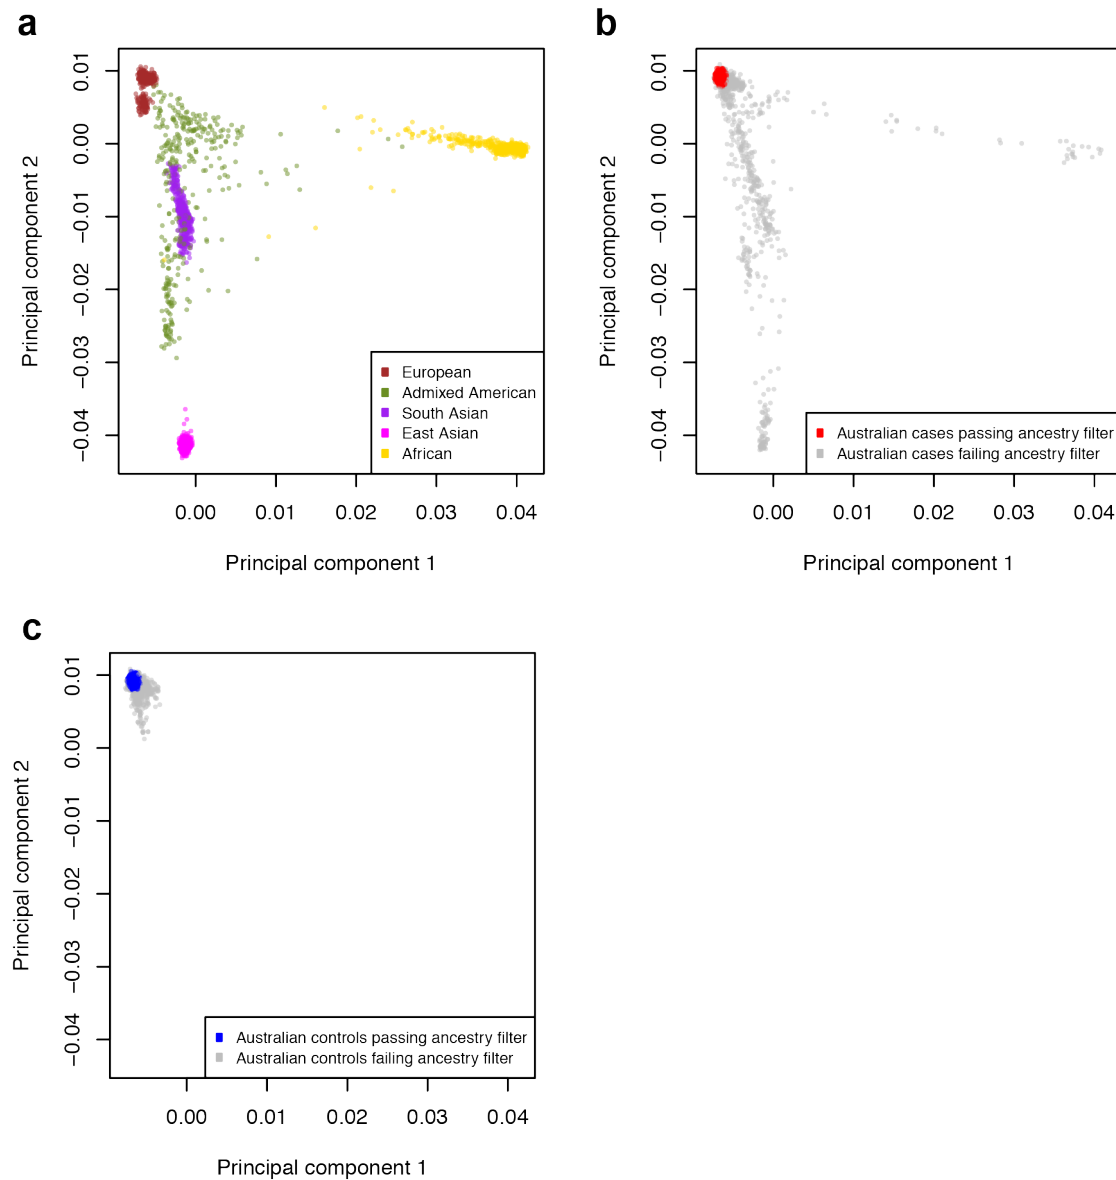 a
0.01
0.00
−0.01
−0.02
−0.03
−0.04
Principal component 2
European
Admixed American
South Asian
East Asian
African
0.00 0.01 0.02 0.03 0.04
Principal component 1
b
0.01
0.00
−0.01
−0.02
−0.03
−0.04
Principal component 2
Australian cases passing ancestry filter
Australian cases failing ancestry filter
0.00 0.01 0.02 0.03 0.04
Principal component 1
c
0.01
0.00
−0.01
−0.02
−0.03
−0.04
Principal component 2
Australian controls passing ancestry filter
Australian controls failing ancestry filter
0.00 0.01 0.02 0.03 0.04
Principal component 1